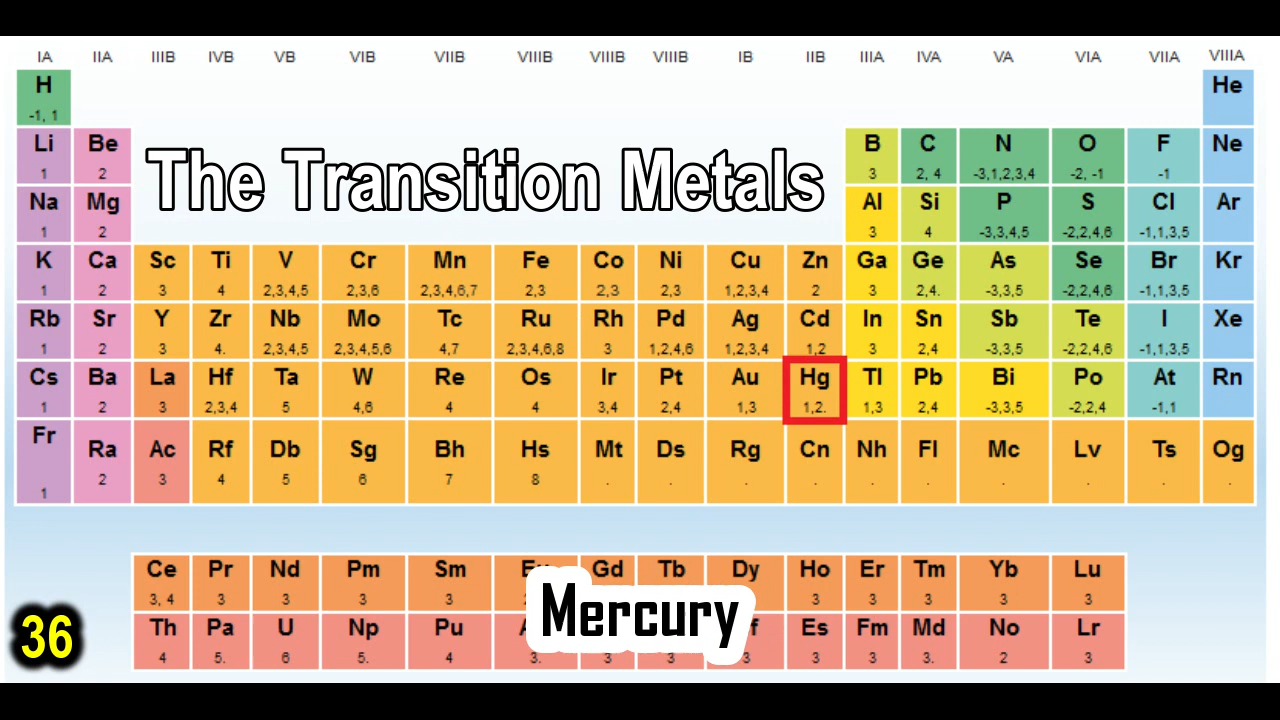 IA IIA IIIB IVB VB VIB VIIB VIIIB VIIIB VIIIB IB IIB IIIA IVA VA VIA VIIA VIIIA
H He
-1, 1
Li Be B C N O F Ne
1 2 3 2, 4 -3,1,2,3,4 -2, -1 -1
The Transition Metals
Na Mg Al Si P S Cl Ar
1 2 3 4 -3,3,4,5 -2,2,4,6 -1,1,3,5
K Ca Sc Ti V Cr Mn Fe Co Ni Cu Zn Ga Ge As Se Br Kr
1 2 3 4 2,3,4,5 2,3,6 2,3,4,6,7 2,3 2,3 2,3 1,2,3,4 2 3 2,4. -3,3,5 -2,2,4,6 -1,1,3,5
Rb Sr Y Zr Nb Mo Tc Ru Rh Pd Ag Cd In Sn Sb Te I Xe
1 2 3 4. 2,3,4,5 2,3,4,5,6 4,7 2,3,4,6,8 3 1,2,4,6 1,2,3,4 1,2 3 2,4 -3,3,5 -2,2,4,6 -1,1,3,5
Cs Ba La Hf Ta W Re Os Ir Pt Au Hg Tl Pb Bi Po At Rn
1 2 3 2,3,4 5 4,6 4 4 3,4 2,4 1,3 1,2. 1,3 2,4 -3,3,5 -2,2,4 -1,1
Fr Ra Ac Rf Db Sg Bh Hs Mt Ds Rg Cn Nh Fl Mc Lv Ts Og
1 2 3 4 5 6 7 8 . . . . . . . . . .
Ce Pr Nd Pm Sm Gd Tb Dy Ho Er Tm Yb Lu
3, 4 3 3 3 3 3 3 3 3 3
Mercury
Th Pa U Np Pu Es Fm Md No Lr
4 5. 6 5. 4 3. 3 3 3 3 3 3. 2 3
36